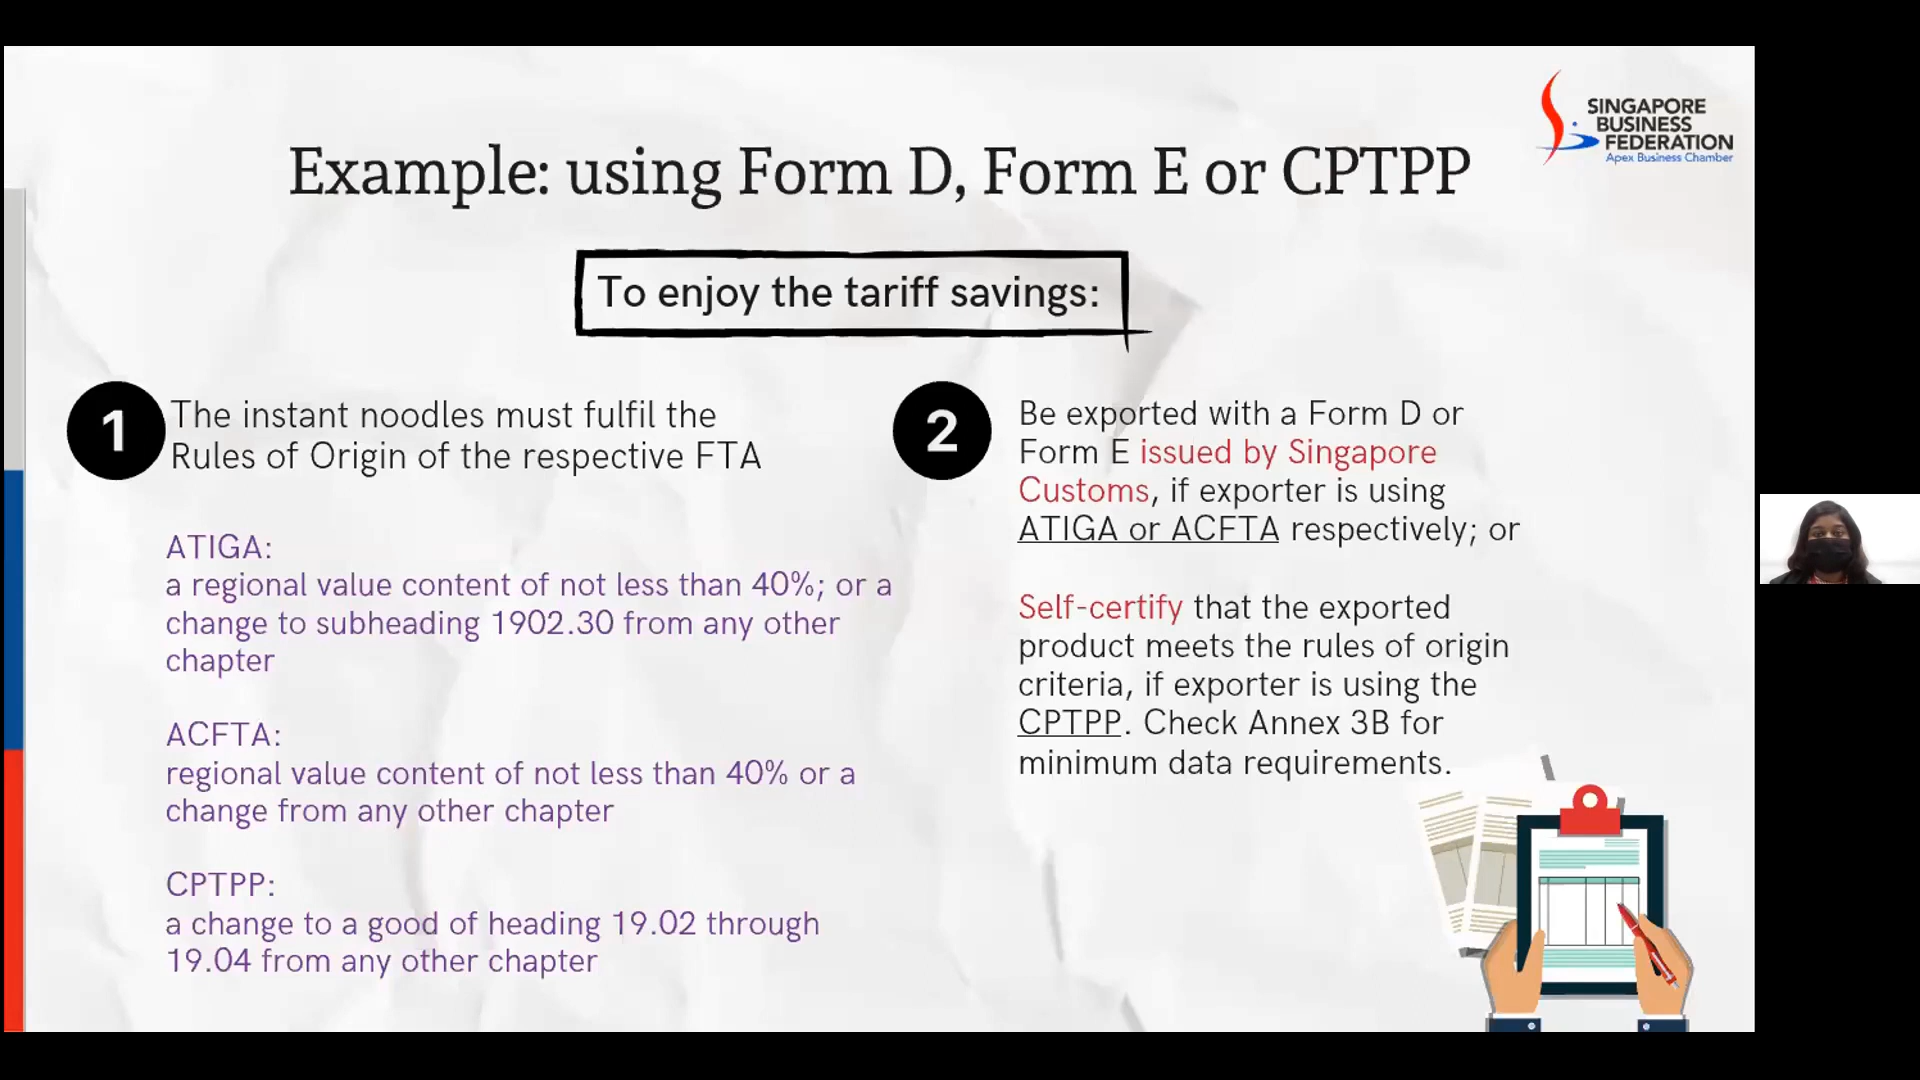 SINGAPORE
BUSINESS
FEDERATION
Apex Business Chamber
Example: using Form D, Form E or CPTPP
To enjoy the tariff savings:
1
The instant noodles must fulfil the
Rules of Origin of the respective FTA
ATIGA:
a regional value content of not less than 40%; or a
change to subheading 1902.30 from any other
chapter
ACFTA:
regional value content of not less than 40% or a
change from any other chapter
CPTPP:
a change to a good of heading 19.02 through
19.04 from any other chapter
2
Be exported with a Form D or
Form E issued by Singapore
Customs, if exporter is using
ATIGA or ACFTA respectively; or
Self-certify that the exported
product meets the rules of origin
criteria, if exporter is using the
CPTPP. Check Annex 3B for
minimum data requirements.